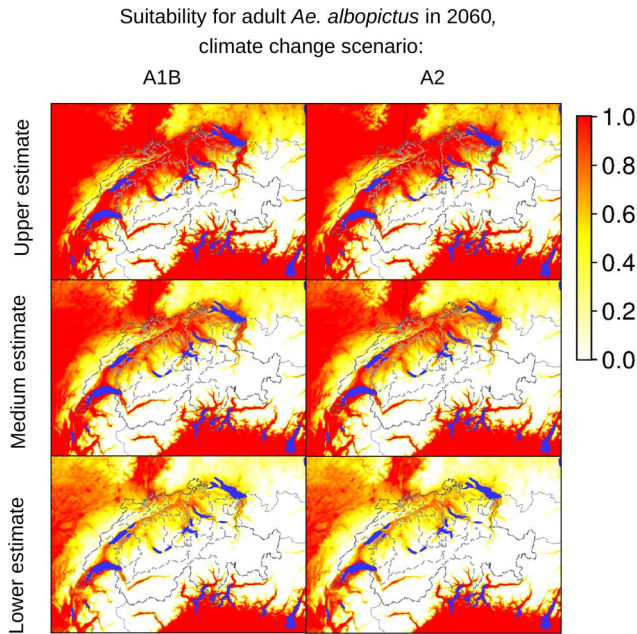 Suitability for adult Ae. albopictus in 2060,
climate change scenario:
A1B
A2
Upper estimate
Medium estimate
Lower estimate
1.0
0.8
0.6
0.4
0.2
0.0